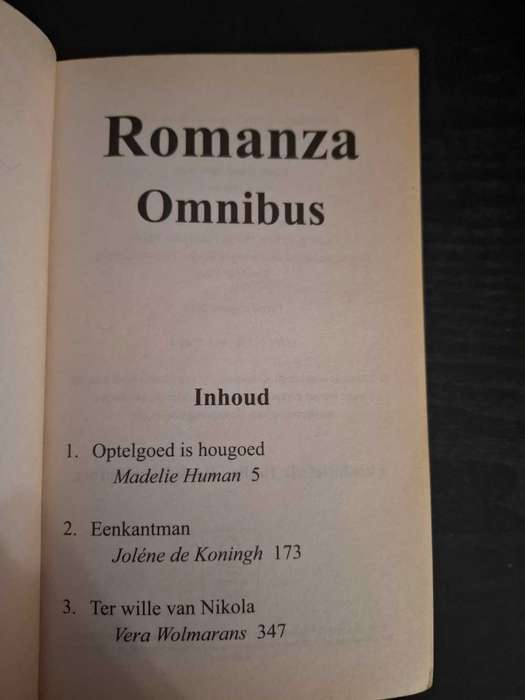 Romanza
Omnibus
Inhoud
1. Optelgoed is hougoed
Madelie Human 5
2. Eenkantman
Joléne de Koningh 173
3. Ter wille van Nikola
Vera Wolmarans 347